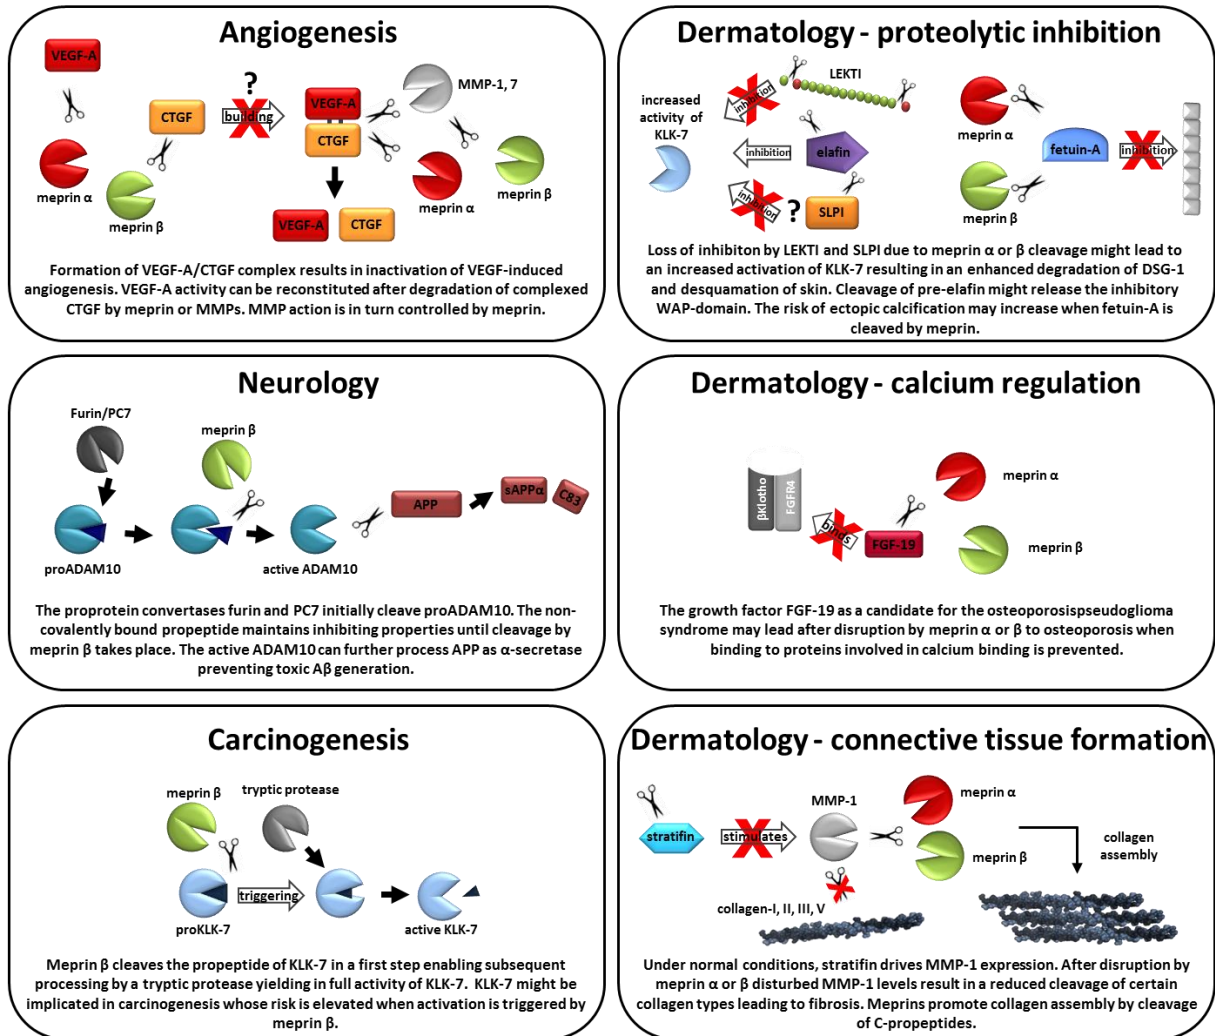 Angiogenesis
VEGF-A
CTGF
?
building
VEGF-A
CTGF
MMP-1, 7
meprin α
meprin β
meprin α
meprin β
VEGF-A
CTGF
Formation of VEGF-A/CTGF complex results in inactivation of VEGF-induced
angiogenesis. VEGF-A activity can be reconstituted after degradation of complexed
CTGF by meprin or MMPs. MMP action is in turn controlled by meprin.
Dermatology - proteolytic inhibition
LEKTI
increased
activity of
KLK-7
inhibition
inhibition
elafin
inhibition
?
SLPI
meprin α
meprin β
fetuin-A
inhibition
Loss of inhibiton by LEKTI and SLPI due to meprin α or β cleavage might lead to
an increased activation of KLK-7 resulting in an enhanced degradation of DSG-1
and desquamation of skin. Cleavage of pre-elafin might release the inhibitory
WAP-domain. The risk of ectopic calcification may increase when fetuin-A is
cleaved by meprin.
Neurology
Furin/PC7
meprin β
APP
sAPPα
C83
proADAM10
active ADAM10
The proprotein convertases furin and PC7 initially cleave proADAM10. The non-
covalently bound propeptide maintains inhibiting properties until cleavage by
meprin β takes place. The active ADAM10 can further process APP as α-secretase
preventing toxic Aβ generation.
Dermatology - calcium regulation
βKlotho
FGFR4
binds
FGF-19
meprin α
meprin β
The growth factor FGF-19 as a candidate for the osteoporosispseudoglioma
syndrome may lead after disruption by meprin α or β to osteoporosis when
binding to proteins involved in calcium binding is prevented.
Carcinogenesis
meprin β
tryptic protease
triggering
proKLK-7
active KLK-7
Meprin β cleaves the propeptide of KLK-7 in a first step enabling subsequent
processing by a tryptic protease yielding in full activity of KLK-7. KLK-7 might be
implicated in carcinogenesis whose risk is elevated when activation is triggered by
meprin β.
Dermatology - connective tissue formation
stratifin
stimulates
MMP-1
meprin α
meprin β
collagen
assembly
collagen-I, II, III, V
Under normal conditions, stratifin drives MMP-1 expression. After disruption by
meprin α or β disturbed MMP-1 levels result in a reduced cleavage of certain
collagen types leading to fibrosis. Meprins promote collagen assembly by cleavage
of C-propeptides.